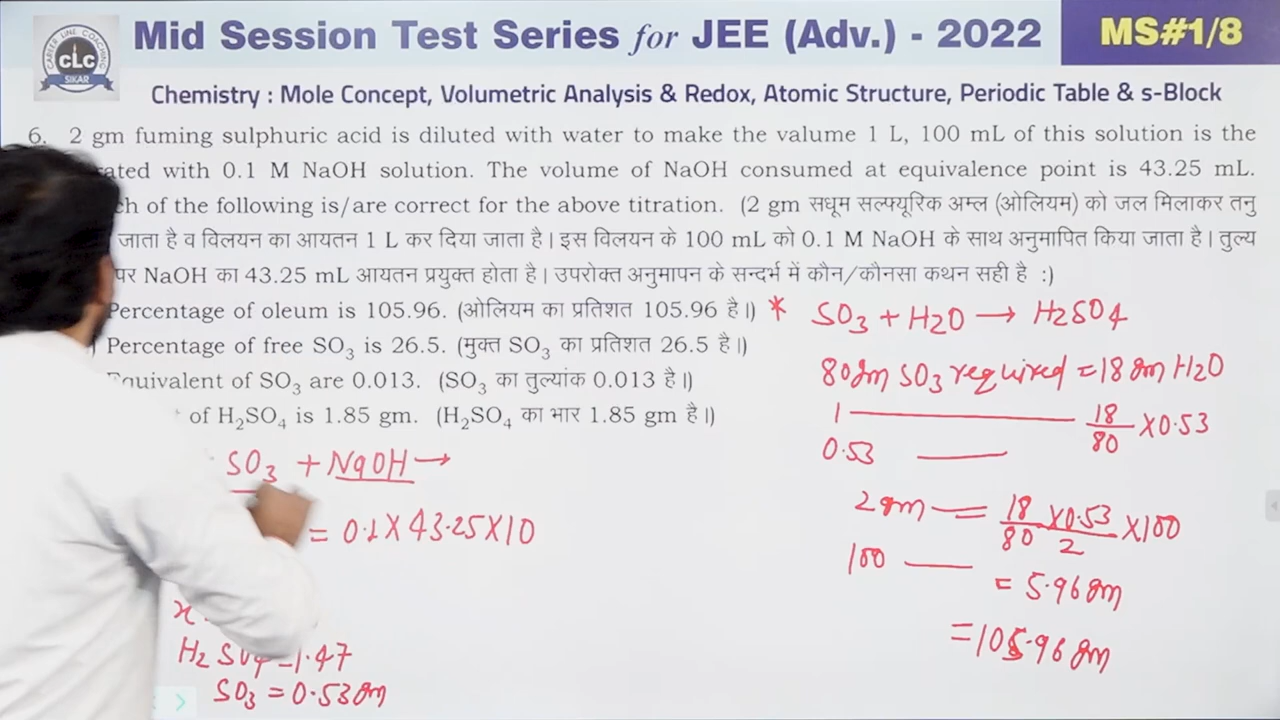 Mid Session Test Series for JEE (Adv.) - 2022
MS#1/8
CAREER LINE COACHING
CLC
SIKAR
Chemistry : Mole Concept, Volumetric Analysis & Redox, Atomic Structure, Periodic Table & s-Block
6. 2 gm fuming sulphuric acid is diluted with water to make the valume 1 L, 100 mL of this solution is the
ated with 0.1 M NaOH solution. The volume of NaOH consumed at equivalence point is 43.25 mL.
ch of the following is/are correct for the above titration. (2 gm सधूम सल्फ्यूरिक अम्ल (ओलियम) को जल मिलाकर तनु
जाता है व विलयन का आयतन 1 L कर दिया जाता है। इस विलयन के 100 mL को 0.1 M NaOH के साथ अनुमापित किया जाता है। तुल्य
पर NaOH का 43.25 mL आयतन प्रयुक्त होता है। उपरोक्त अनुमापन के सन्दर्भ में कौन/कौनसा कथन सही है :)
Percentage of oleum is 105.96. (ओलियम का प्रतिशत 105.96 है।)
) Percentage of free SO3 is 26.5. (मुक्त SO3 का प्रतिशत 26.5 है।)
Equivalent of SO3 are 0.013. (SO3 का तुल्यांक 0.013 है।)
of H2SO4 is 1.85 gm. (H2SO4 का भार 1.85 gm है।)
* SO3 + H2O → H2SO4
80gm SO3 required = 18 gm H2O
1 — 18/80 × 0.53
0.53 —
2gm — = 18/80 × 0.53/2 × 100
100 — = 5.96 gm
= 105.96 gm
SO3 + NaOH →
= 0.1 × 43.25 × 10
x
H2SO4 = 1.47
SO3 = 0.53 gm